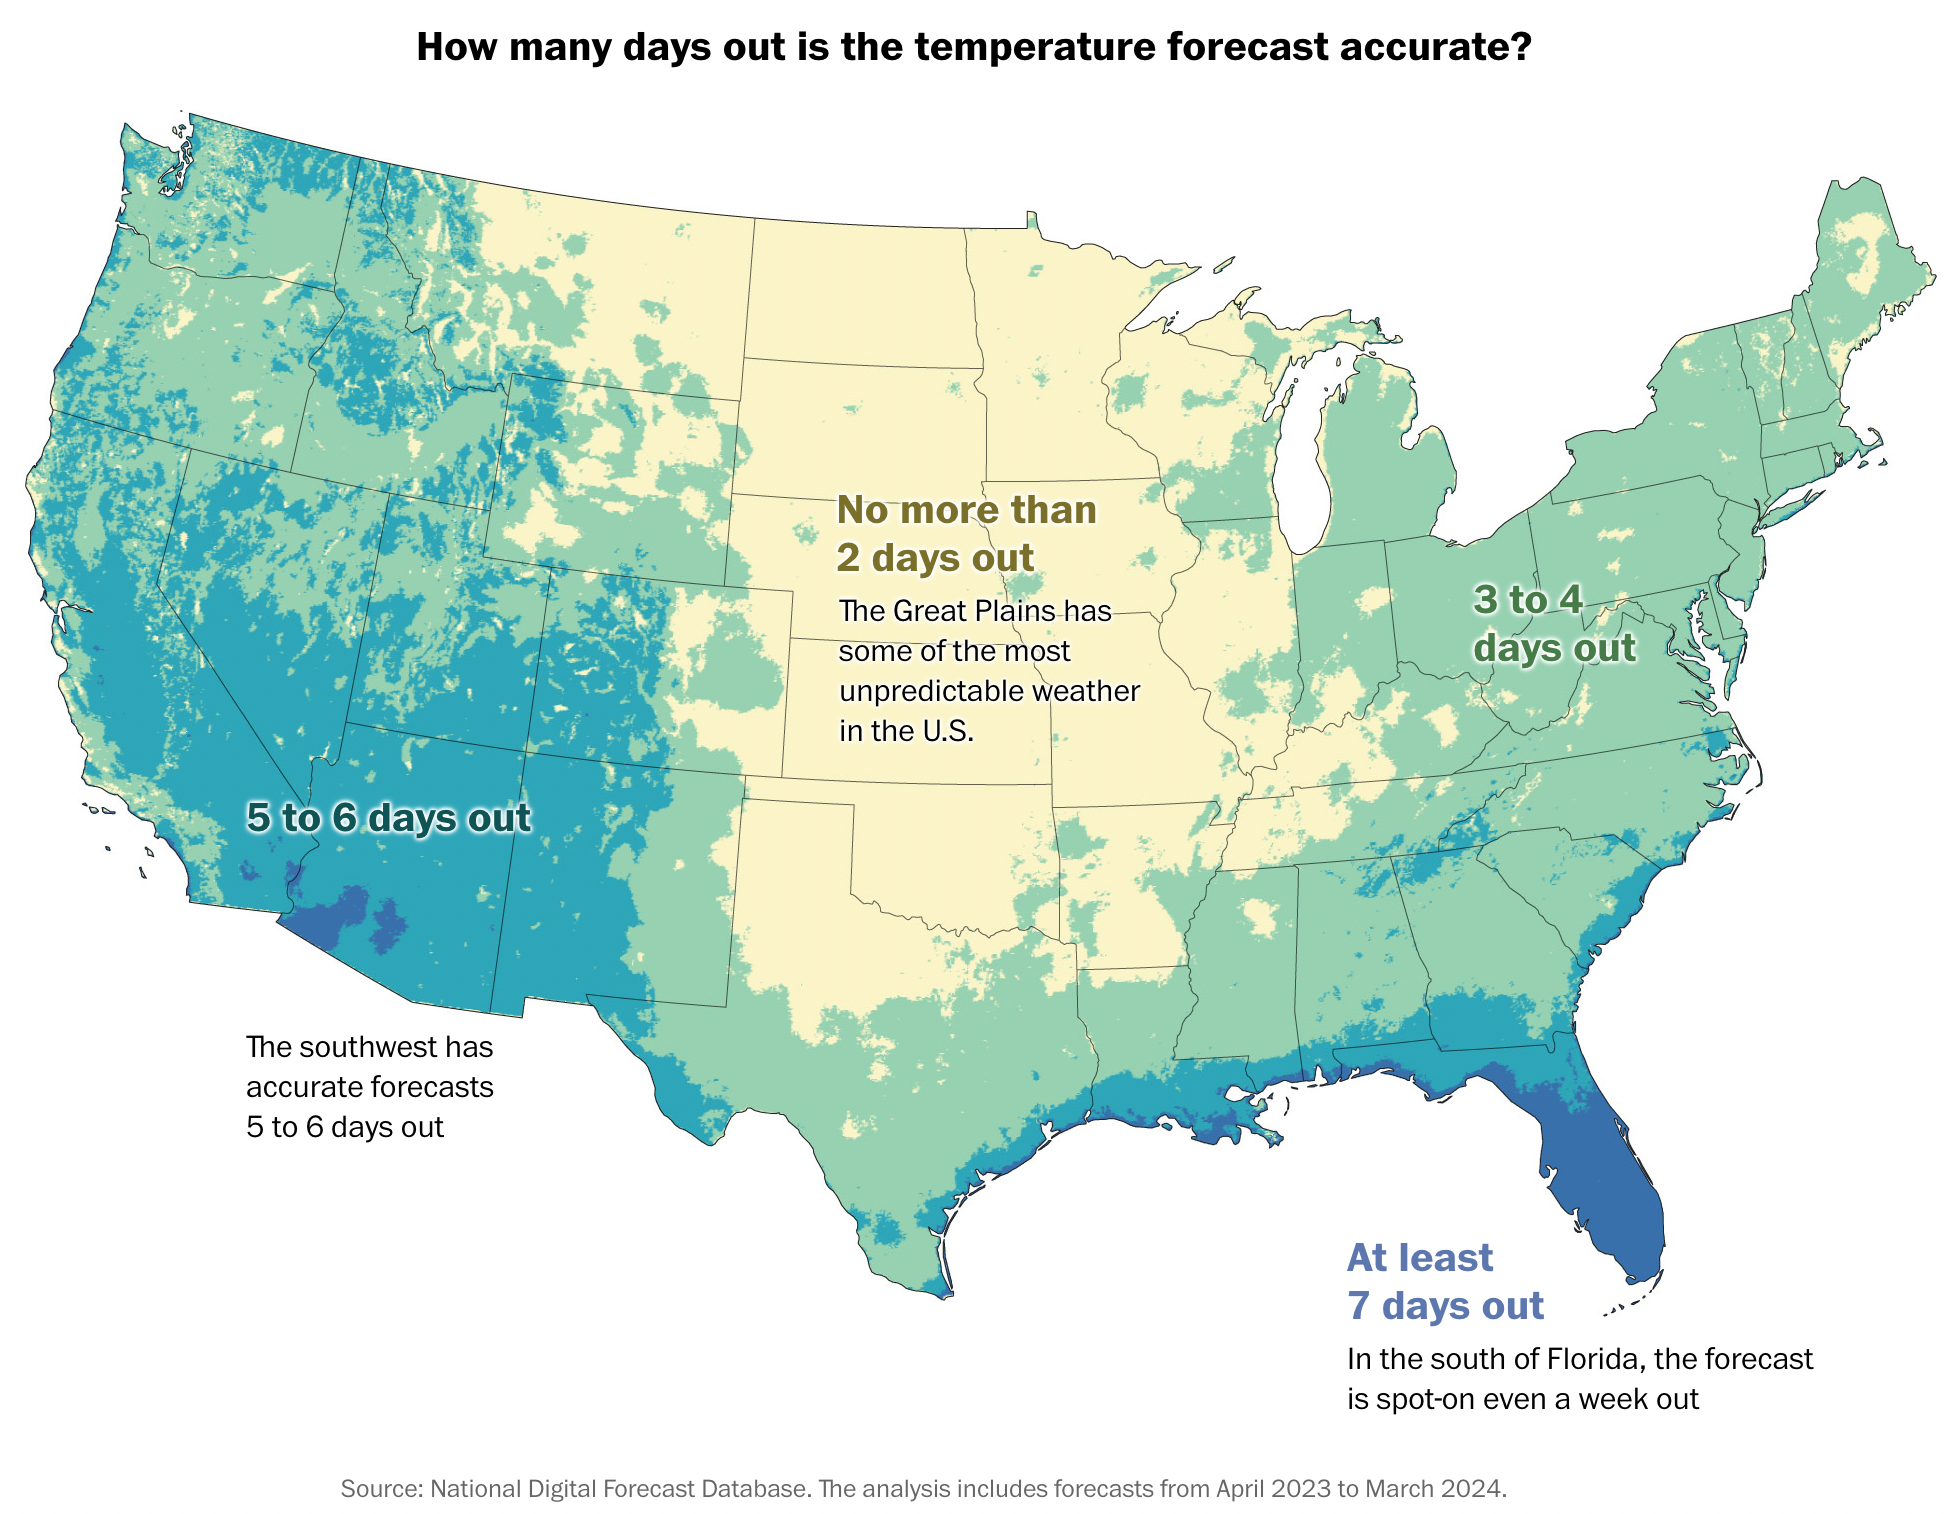 How many days out is the temperature forecast accurate?
No more than
2 days out
The Great Plains has
some of the most
unpredictable weather
in the U.S.
3 to 4
days out
5 to 6 days out
The southwest has
accurate forecasts
5 to 6 days out
At least
7 days out
In the south of Florida, the forecast
is spot-on even a week out
Source: National Digital Forecast Database. The analysis includes forecasts from April 2023 to March 2024.